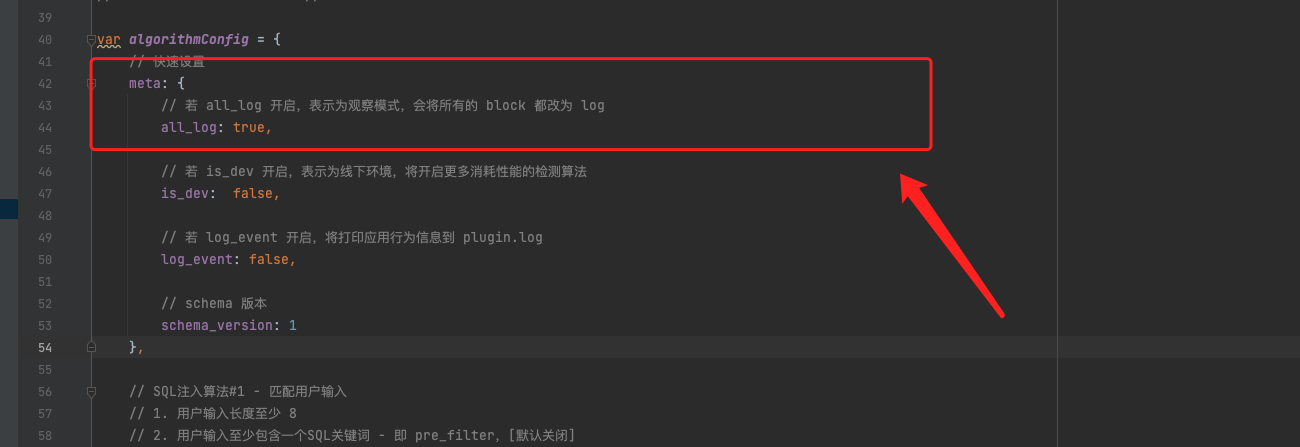 39
40 var algorithmConfig = {
41 // 快速设置
42 meta: {
43 // 若 all_log 开启，表示为观察模式，会将所有的 block 都改为 log
44 all_log: true,
45
46 // 若 is_dev 开启，表示为线下环境，将开启更多消耗性能的检测算法
47 is_dev:  false,
48
49 // 若 log_event 开启，将打印应用行为信息到 plugin.log
50 log_event: false,
51
52 // schema 版本
53 schema_version: 1
54 },
55
56 // SQL注入算法#1 - 匹配用户输入
57 // 1. 用户输入长度至少 8
58 // 2. 用户输入至少包含一个SQL关键词 - 即 pre_filter，[默认关闭]